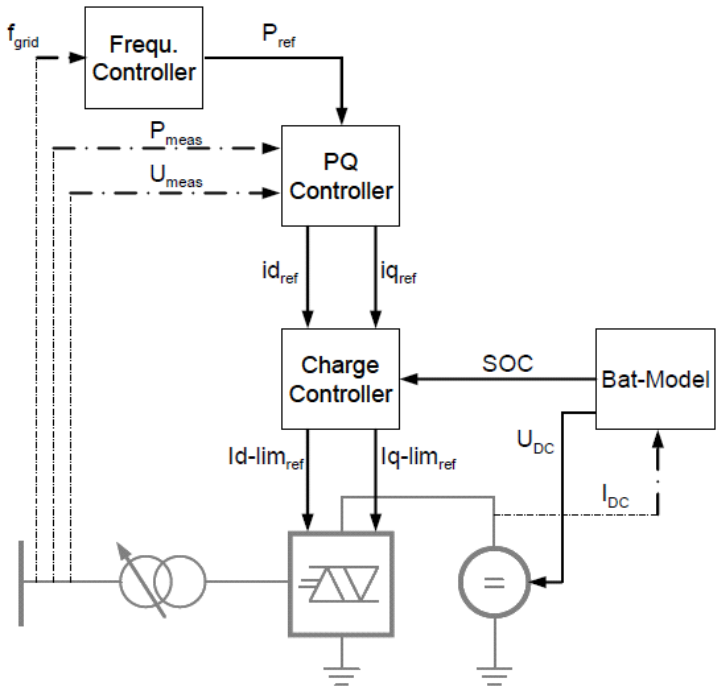 f_grid
Frequ.
Controller
P_ref
P_meas
U_meas
PQ
Controller
id_ref
iq_ref
Charge
Controller
SOC
Bat-Model
U_DC
I_DC
Id-lim_ref
Iq-lim_ref
=